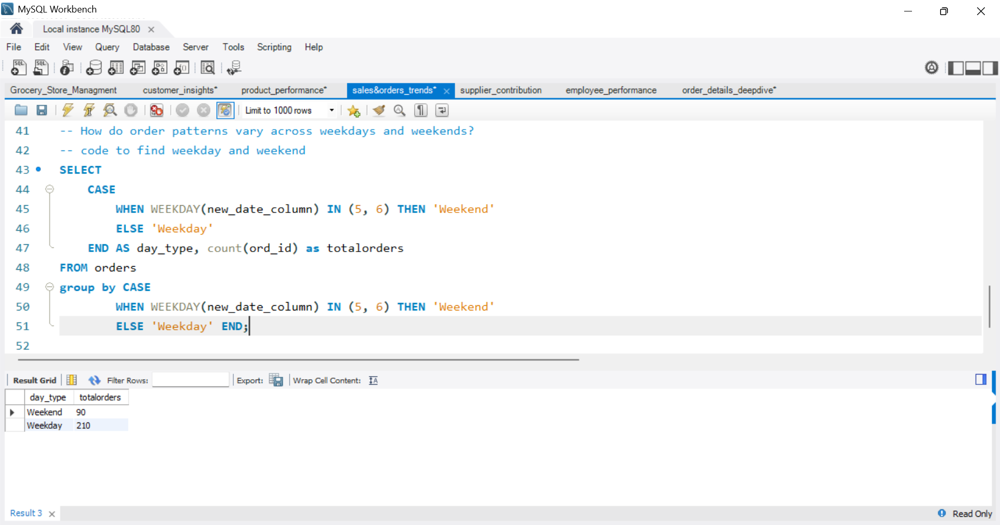 MySQL Workbench
Local instance MySQL80
File Edit View Query Database Server Tools Scripting Help
Grocery_Store_Managment customer_insights* product_performance* sales&orders_trends* supplier_contribution employee_performance order_details_deepdive*
Limit to 1000 rows
41 -- How do order patterns vary across weekdays and weekends?
42 -- code to find weekday and weekend
43 SELECT
44 CASE
45 WHEN WEEKDAY(new_date_column) IN (5, 6) THEN 'Weekend'
46 ELSE 'Weekday'
47 END AS day_type, count(ord_id) as totalorders
48 FROM orders
49 group by CASE
50 WHEN WEEKDAY(new_date_column) IN (5, 6) THEN 'Weekend'
51 ELSE 'Weekday' END;
52
Result Grid Filter Rows: Export: Wrap Cell Content:
day_type totalorders
Weekend 90
Weekday 210
Result 3 Read Only